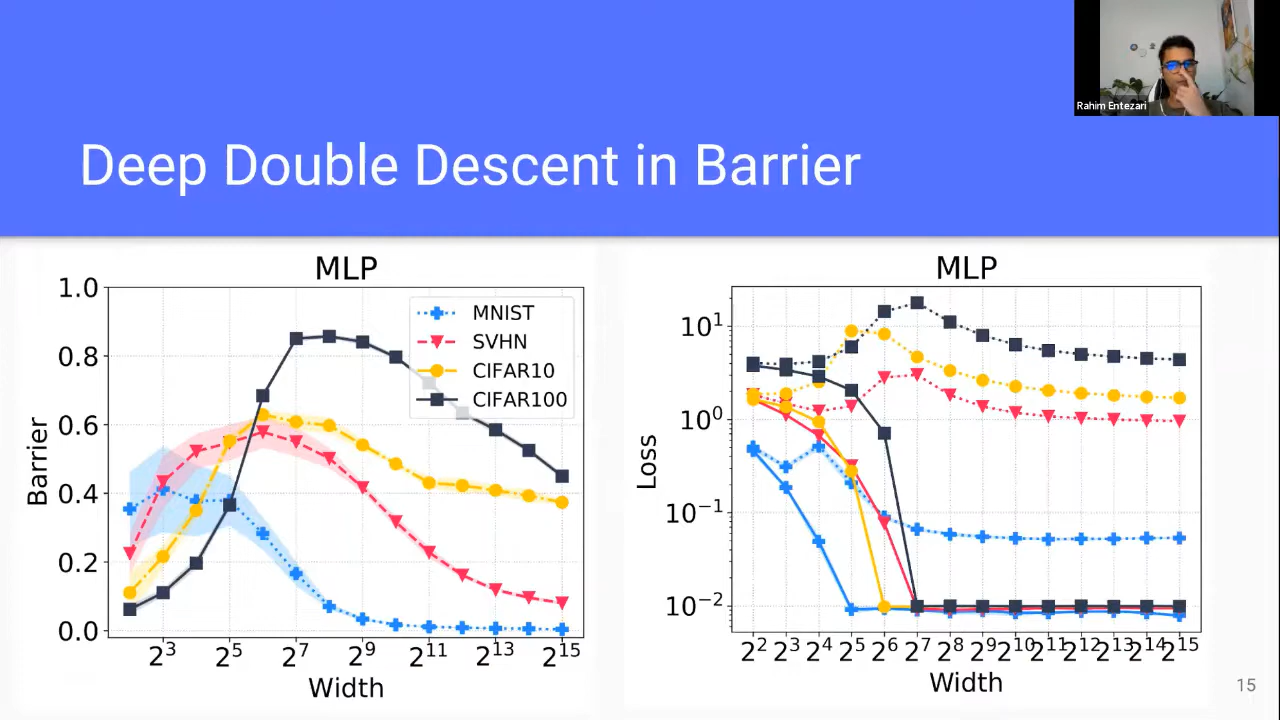 Rahim Entezari
Deep Double Descent in Barrier
MLP
1.0
0.8
0.6
0.4
0.2
0.0
Barrier
MNIST
SVHN
CIFAR10
CIFAR100
2³ 2⁵ 2⁷ 2⁹ 2¹¹ 2¹³ 2¹⁵
Width
MLP
10¹
10⁰
10⁻¹
10⁻²
Loss
2² 2³ 2⁴ 2⁵ 2⁶ 2⁷ 2⁸ 2⁹ 2¹⁰ 2¹¹ 2¹² 2¹³ 2¹⁴ 2¹⁵
Width
15